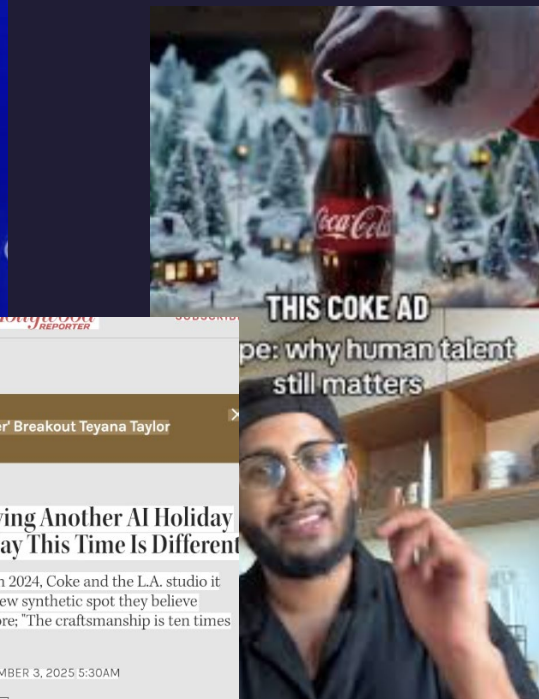 Coca-Cola
THIS COKE AD
pe: why human talent
still matters
REPORTER
er' Breakout Teyana Taylor
ving Another AI Holiday
ay This Time Is Different
n 2024, Coke and the L.A. studio it
ew synthetic spot they believe
ore; "The craftsmanship is ten times
MBER 3, 2025 5:30AM